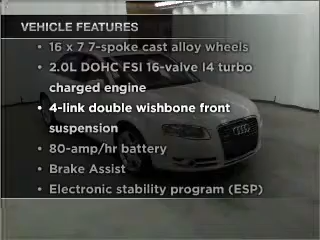 VEHICLE FEATURES
• 16 x 7 7-spoke cast alloy wheels
• 2.0L DOHC FSI 16-valve I4 turbo
charged engine
• 4-link double wishbone front
suspension
• 80-amp/hr battery
• Brake Assist
• Electronic stability program (ESP)